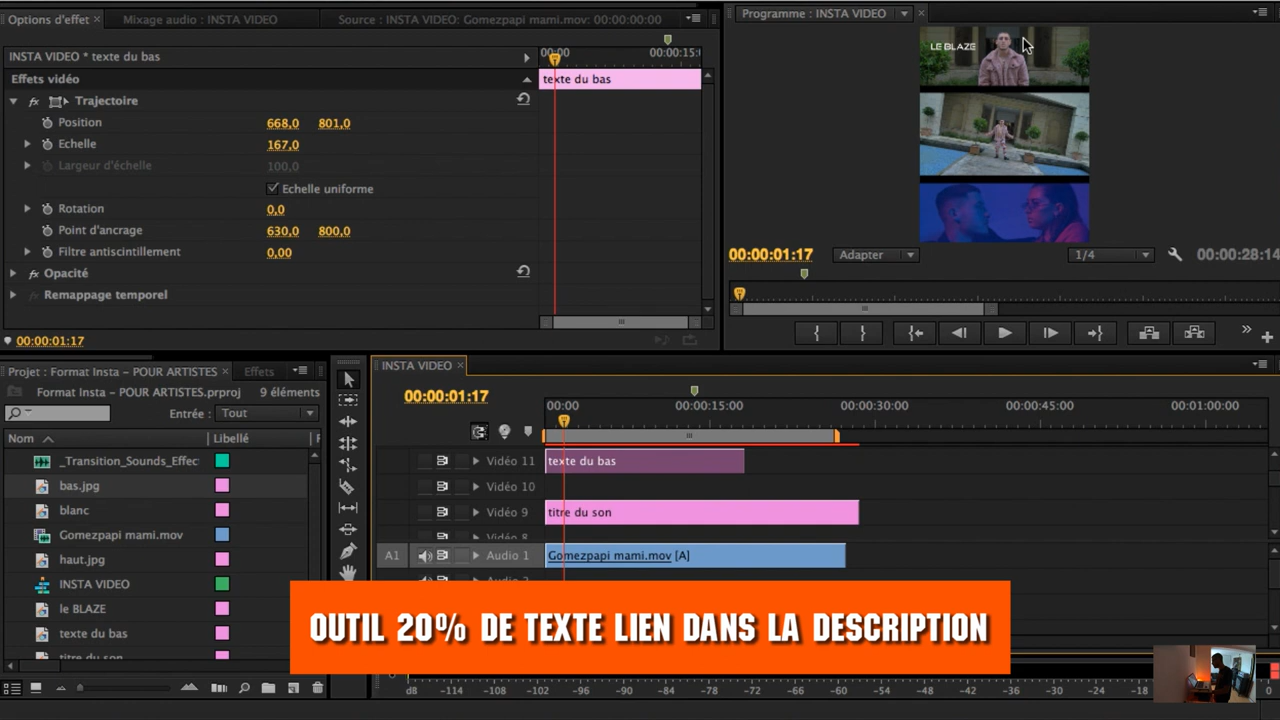 Options d'effet × Mixage audio : INSTA VIDEO Source : INSTA VIDEO: Gomezpapi mami.mov: 00:00:00:00
INSTA VIDEO * texte du bas
00:00 00:00:15:
texte du bas
Effets vidéo
fx Trajectoire
Position 668,0 801,0
Echelle 167,0
Largeur d'échelle 100,0
Echelle uniforme
Rotation 0,0
Point d'ancrag 630,0 800,0
Filtre antiscintillement 0,00
fx Opacité
Remappage temporel
00:00:01:17
Programme : INSTA VIDEO ×
LE BLAZE
00:00:01:17 Adapter 1/4 00:00:28:14
Projet : Format Insta – POUR ARTISTES × Effets
Format Insta – POUR ARTISTES.prproj 9 éléments
Entrée : Tout
Nom Libellé
_Transition_Sounds_Effec
bas.jpg
blanc
Gomezpapi mami.mov
haut.jpg
INSTA VIDEO
le BLAZE
texte du bas
titre du son
INSTA VIDEO ×
00:00:01:17
00:00 00:00:15:00 00:00:30:00 00:00:45:00 00:01:00:00
Vidéo 11 texte du bas
Vidéo 10
Vidéo 9 titre du son
Vidéo 8
A1 Audio 1 Gomezpapi mami.mov [A]
Audio 2
OUTIL 20% DE TEXTE LIEN DANS LA DESCRIPTION
dB -114 -108 -102 -96 -90 -84 -78 -72 -66 -60 -54 -48 -42 -36 -30 -24 -18 0